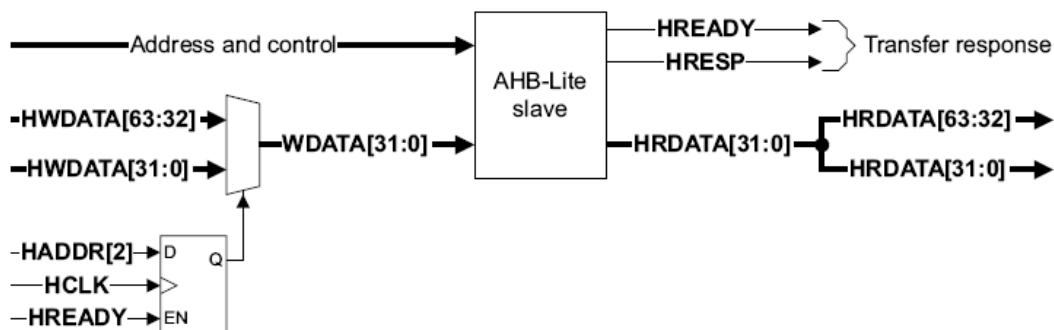 Address and control
HREADY
HRESP
Transfer response
AHB-Lite
slave
HWDATA[63:32]
HWDATA[31:0]
WDATA[31:0]
HRDATA[31:0]
HRDATA[63:32]
HRDATA[31:0]
HADDR[2]
D
Q
HCLK
HREADY
EN